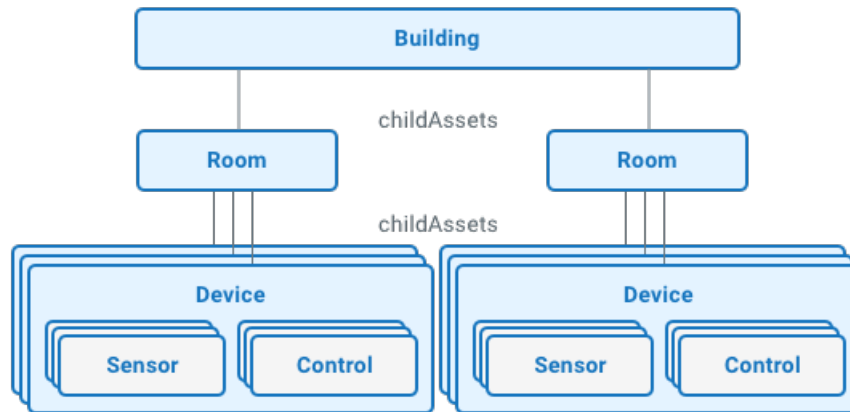 Building
childAssets
Room
Room
childAssets
Device
Device
Sensor
Control
Sensor
Control